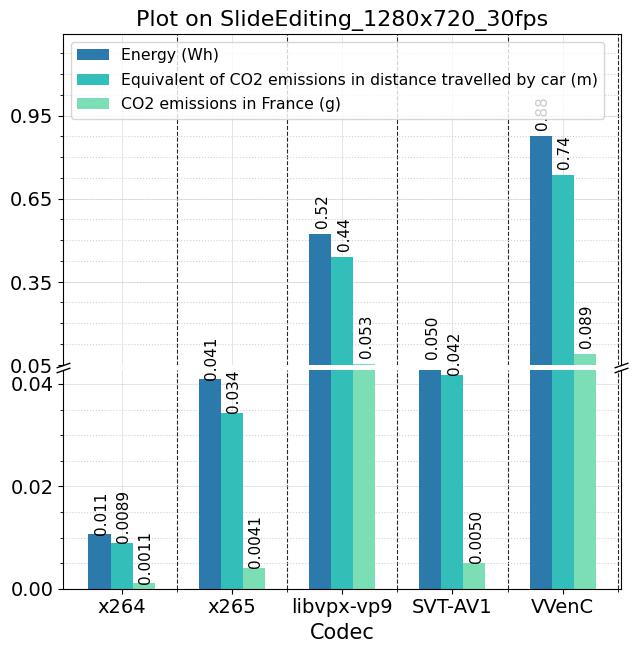 Plot on SlideEditing_1280x720_30fps
Energy (Wh)
Equivalent of CO2 emissions in distance travelled by car (m)
CO2 emissions in France (g)
0.95
0.65
0.35
0.05
0.04
0.02
0.00
0.011
0.0089
0.0011
0.041
0.034
0.0041
0.52
0.44
0.053
0.050
0.042
0.0050
0.88
0.74
0.089
x264
x265
libvpx-vp9
SVT-AV1
VVenC
Codec